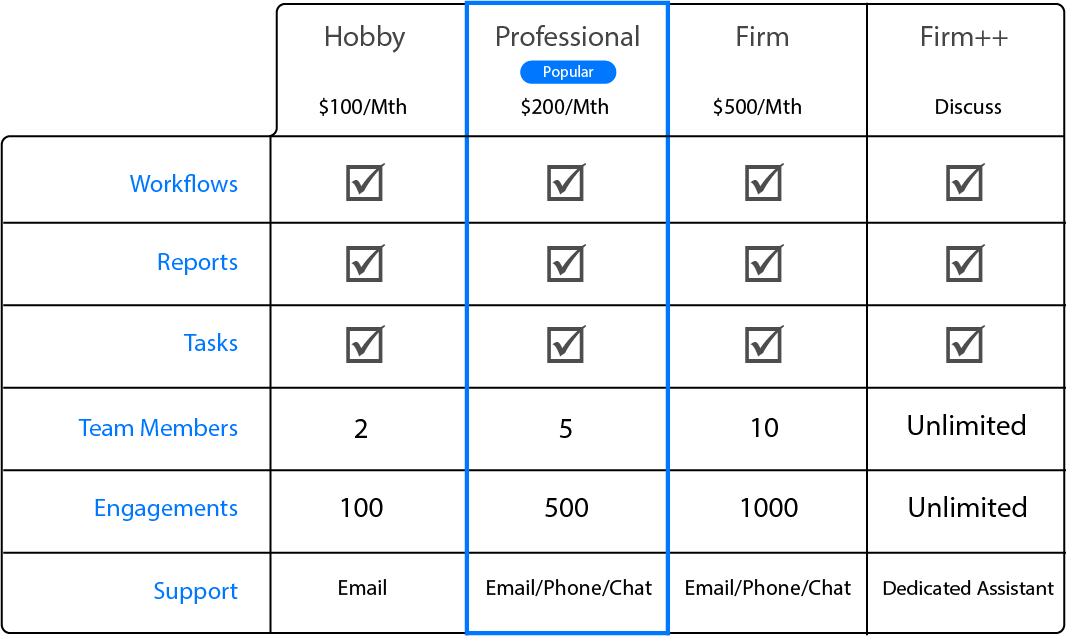 Hobby Professional Firm Firm++
Popular
$100/Mth $200/Mth $500/Mth Discuss
Workflows
Reports
Tasks
Team Members 2 5 10 Unlimited
Engagements 100 500 1000 Unlimited
Support Email Email/Phone/Chat Email/Phone/Chat Dedicated Assistant